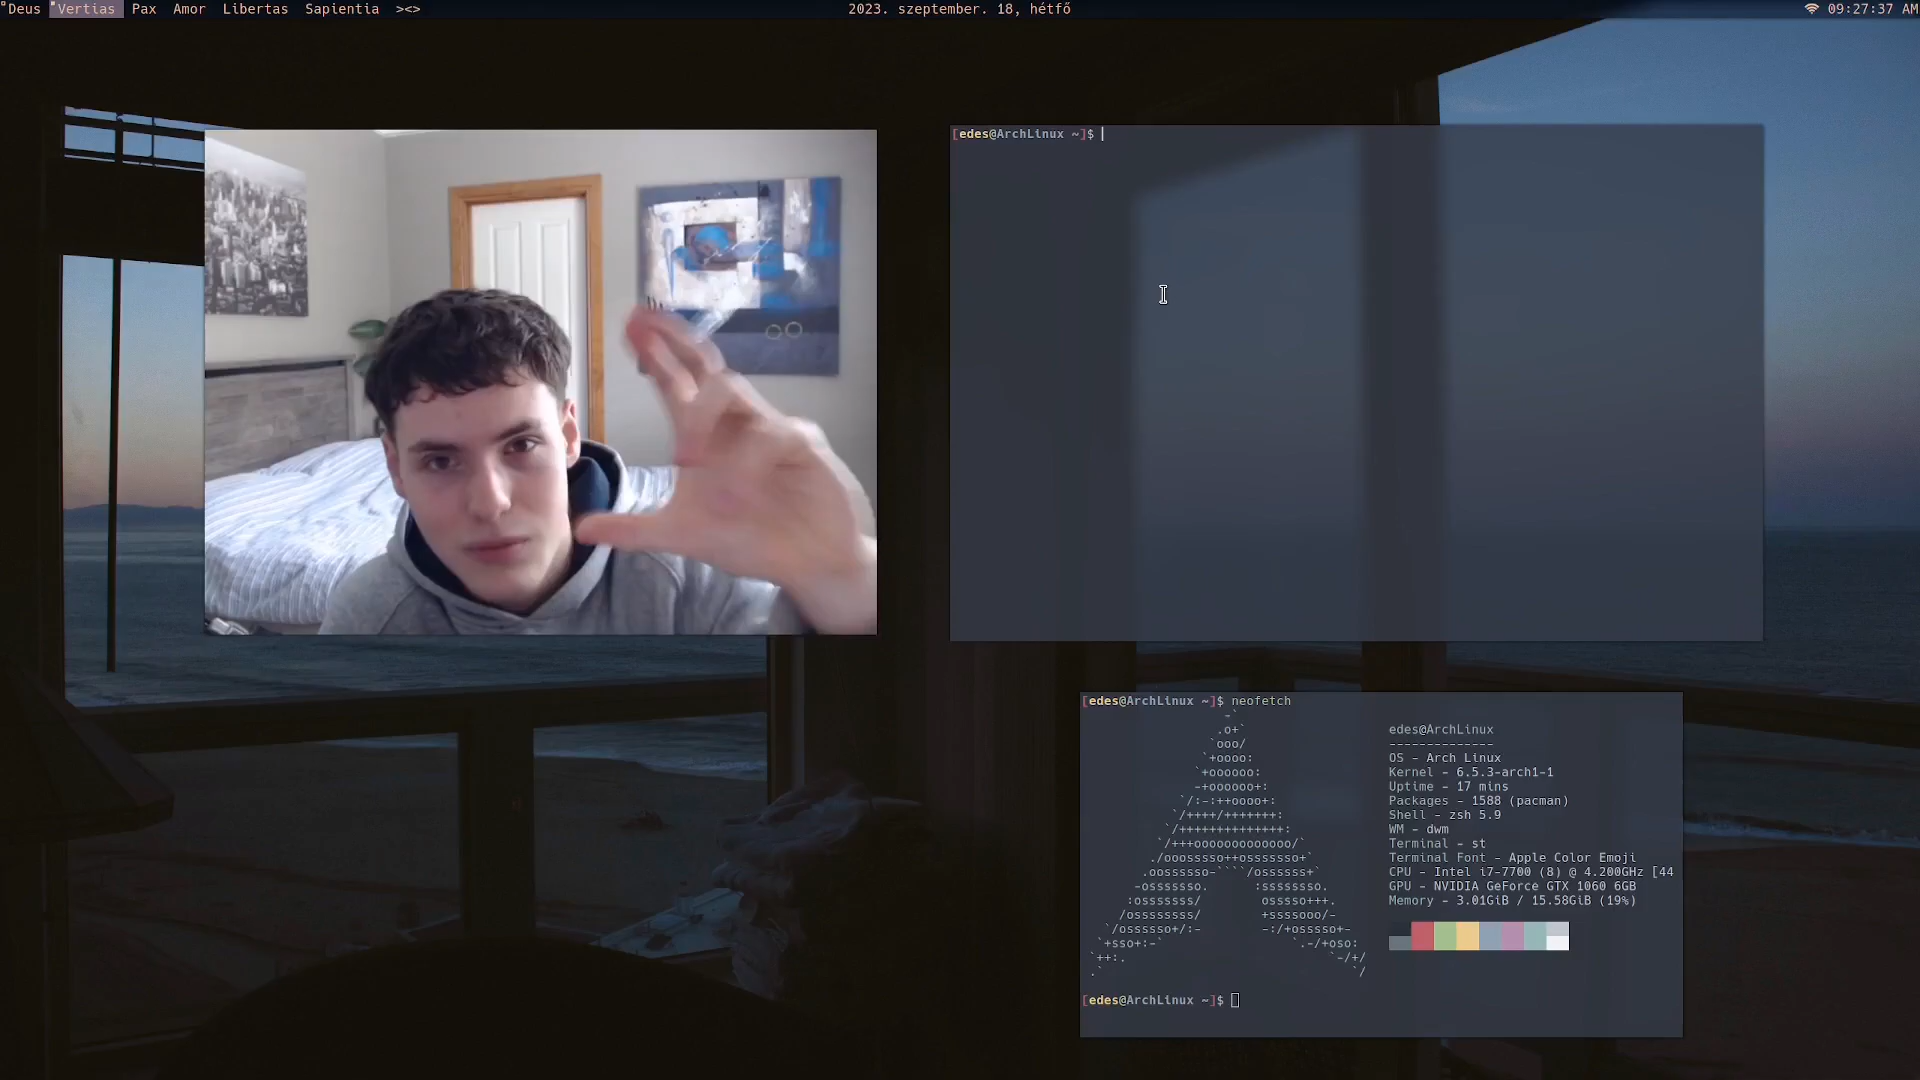 Deus Vertias Pax Amor Libertas Sapientia ><> 2023. szeptember. 18, hétfő 09:27:37 AM
[edes@ArchLinux ~]$
[edes@ArchLinux ~]$ neofetch
edes@ArchLinux
--------------
OS - Arch Linux
Kernel - 6.5.3-arch1-1
Uptime - 17 mins
Packages - 1588 (pacman)
Shell - zsh 5.9
WM - dwm
Terminal - st
Terminal Font - Apple Color Emoji
CPU - Intel i7-7700 (8) @ 4.200GHz [44
GPU - NVIDIA GeForce GTX 1060 6GB
Memory - 3.01GiB / 15.58GiB (19%)
[edes@ArchLinux ~]$